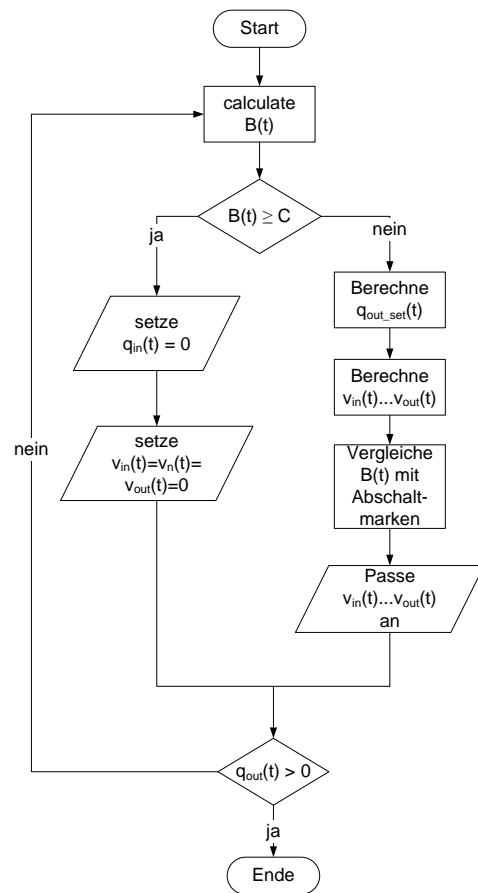 Start
calculate
B(t)
B(t) ≥ C
ja
nein
setze
q_in(t) = 0
setze
v_in(t)=v_n(t)=
v_out(t)=0
Berechne
q_out_set(t)
Berechne
v_in(t)...v_out(t)
Vergleiche
B(t) mit
Abschalt-
marken
Passe
v_in(t)...v_out(t)
an
nein
q_out(t) > 0
ja
Ende